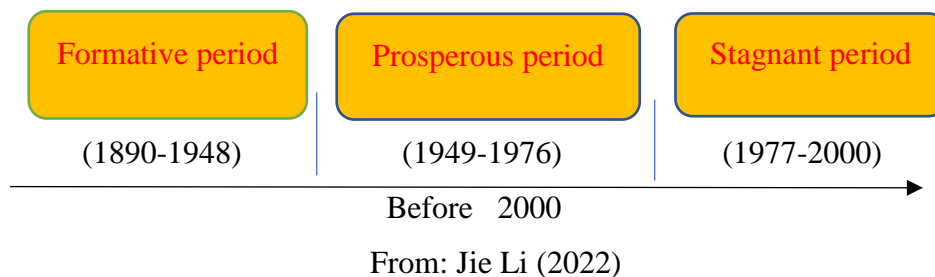 Formative period Prosperous period Stagnant period
(1890-1948) (1949-1976) (1977-2000)
Before 2000
From: Jie Li (2022)